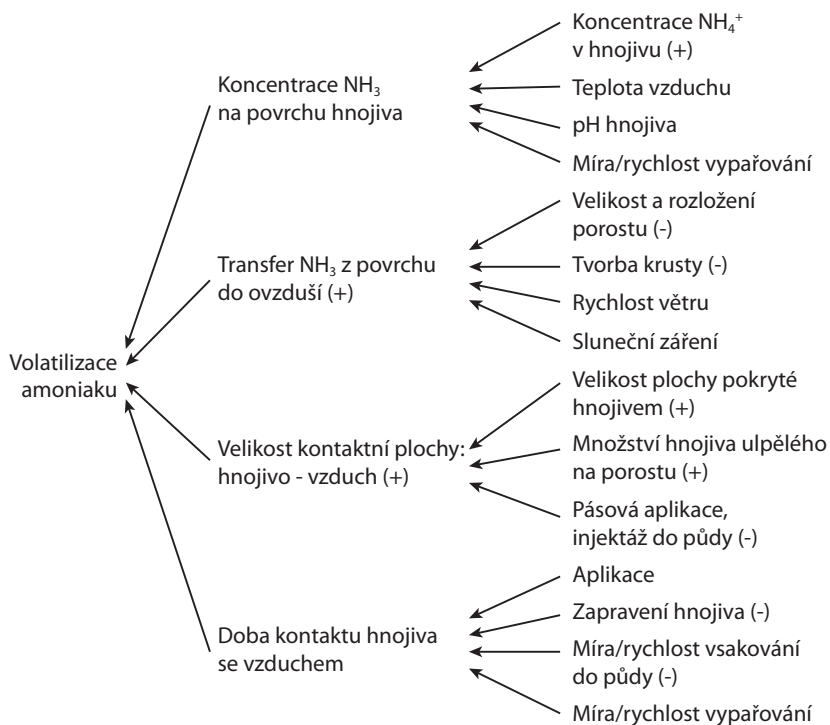 Volatilizace
amoniaku
Koncentrace NH₃
na povrchu hnojiva
Koncentrace NH₄⁺
v hnojivu (+)
Teplota vzduchu
pH hnojiva
Míra/rychlost vypařování
Transfer NH₃ z povrchu
do ovzduší (+)
Velikost a rozložení
porostu (-)
Tvorba krusty (-)
Rychlost větru
Sluneční záření
Velikost kontaktní plochy:
hnojivo - vzduch (+)
Velikost plochy pokryté
hnojivem (+)
Množství hnojiva ulpělého
na porostu (+)
Pásová aplikace,
injektáž do půdy (-)
Doba kontaktu hnojiva
se vzduchem
Aplikace
Zapravení hnojiva (-)
Míra/rychlost vsakování
do půdy (-)
Míra/rychlost vypařování